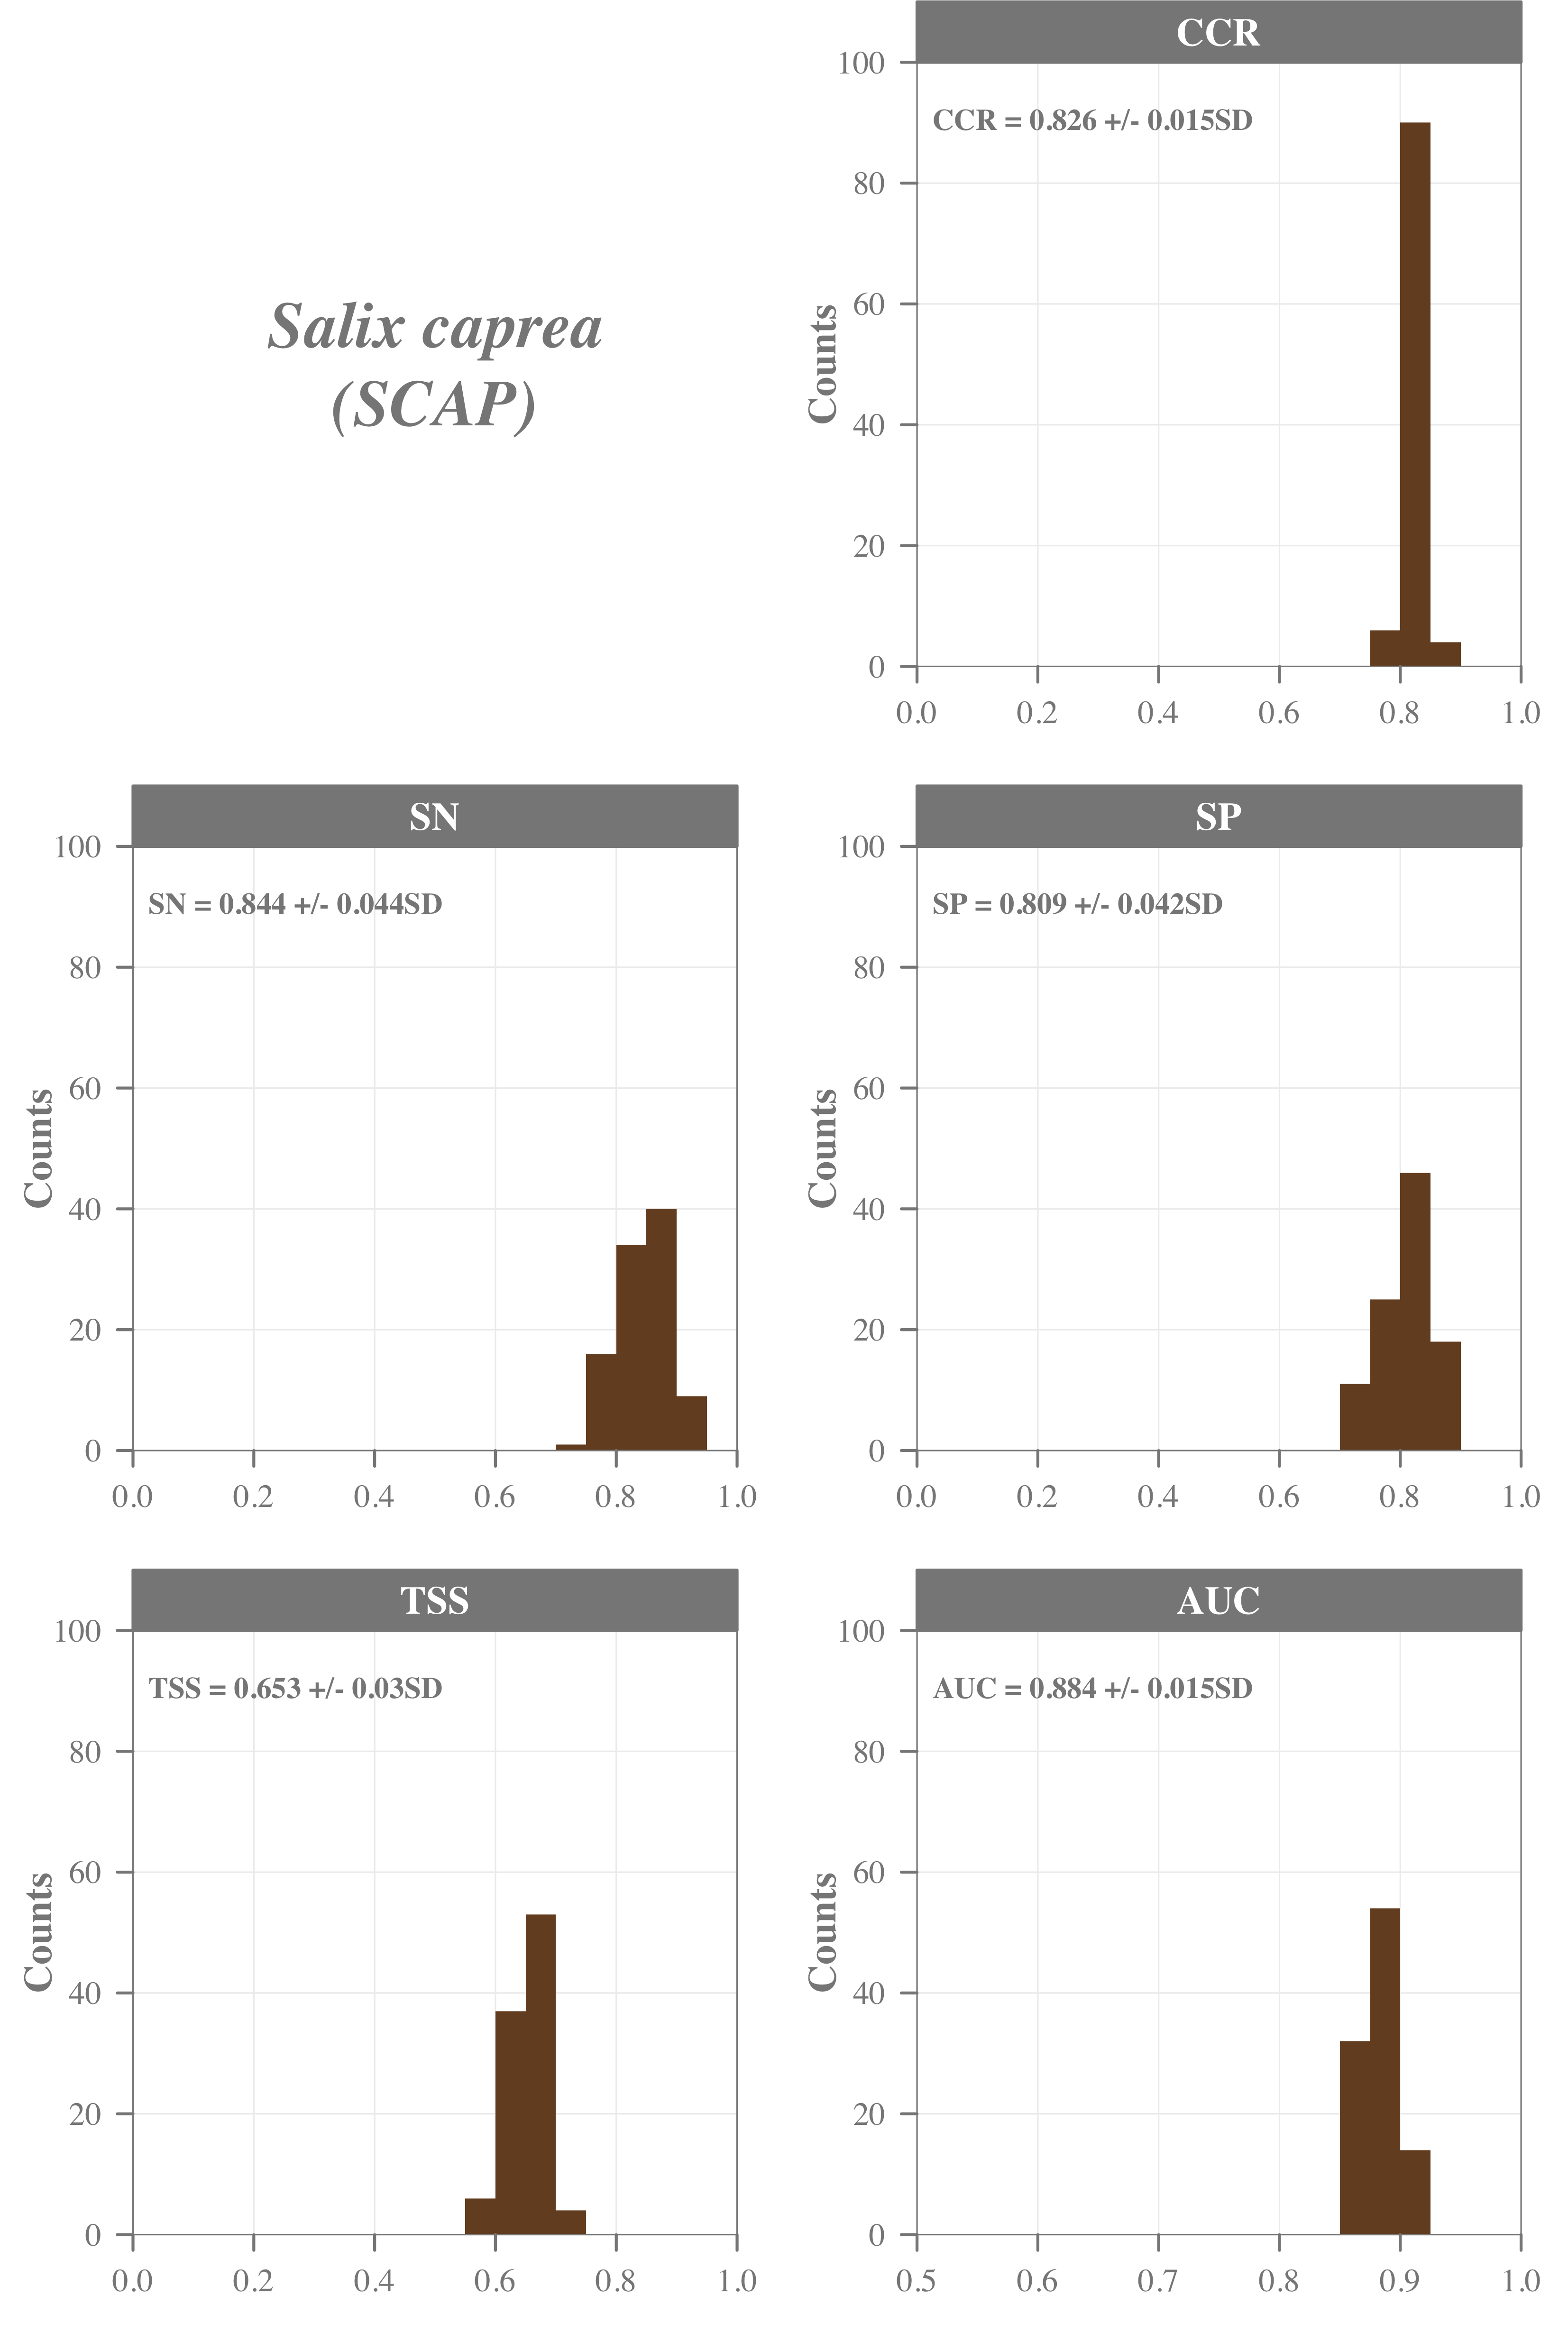 CCR
100
CCR = 0.826 +/- 0.015SD
80
60
Counts
40
20
0
0.0 0.2 0.4 0.6 0.8 1.0
Salix caprea
(SCAP)
SN
100
SN = 0.844 +/- 0.044SD
80
60
Counts
40
20
0
0.0 0.2 0.4 0.6 0.8 1.0
SP
100
SP = 0.809 +/- 0.042SD
80
60
Counts
40
20
0
0.0 0.2 0.4 0.6 0.8 1.0
TSS
100
TSS = 0.653 +/- 0.03SD
80
60
Counts
40
20
0
0.0 0.2 0.4 0.6 0.8 1.0
AUC
100
AUC = 0.884 +/- 0.015SD
80
60
Counts
40
20
0
0.5 0.6 0.7 0.8 0.9 1.0